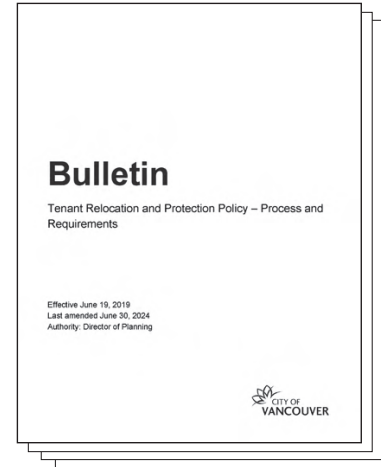 Bulletin
Tenant Relocation and Protection Policy – Process and
Requirements
Effective June 19, 2019
Last amended June 30, 2024
Authority: Director of Planning
CITY OF
VANCOUVER